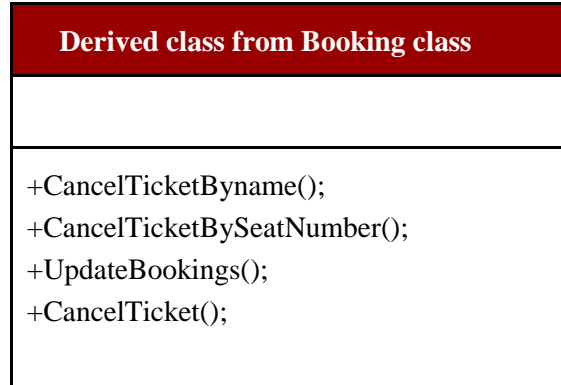 Derived class from Booking class
+CancelTicketByname();
+CancelTicketBySeatNumber();
+UpdateBookings();
+CancelTicket();